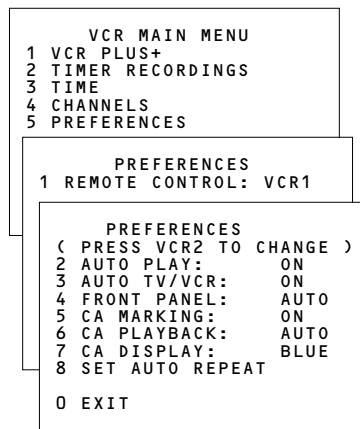 VCR MAIN MENU
1 VCR PLUS+
2 TIMER RECORDINGS
3 TIME
4 CHANNELS
5 PREFERENCES
PREFERENCES
1 REMOTE CONTROL: VCR1
PREFERENCES
( PRESS VCR2 TO CHANGE )
2 AUTO PLAY: ON
3 AUTO TV/VCR: ON
4 FRONT PANEL: AUTO
5 CA MARKING: ON
6 CA PLAYBACK: AUTO
7 CA DISPLAY: BLUE
8 SET AUTO REPEAT
0 EXIT